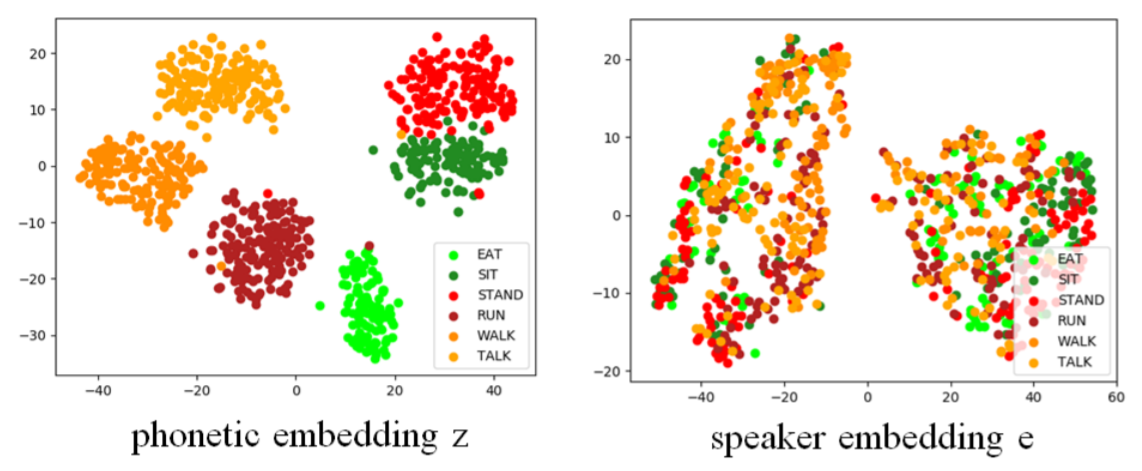 20
10
0
−10
−20
−30
−40
−20
0
20
40
EAT
SIT
STAND
RUN
WALK
TALK
phonetic embedding z
20
10
0
−10
−20
−40
−20
0
20
40
60
EAT
SIT
STAND
RUN
WALK
TALK
speaker embedding e